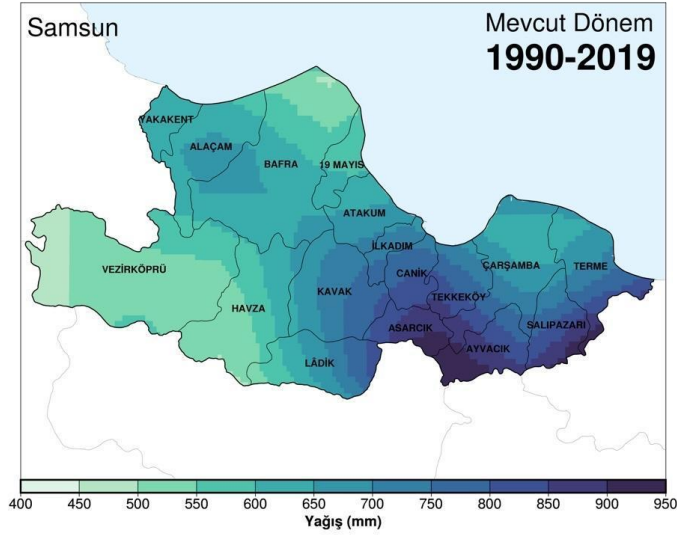 Samsun
Mevcut Dönem
1990-2019
YAKAKENT
ALAÇAM
BAFRA
19 MAYIS
ATAKUM
İLKADIM
VEZİRKÖPRÜ
CANİK
ÇARŞAMBA
TERME
KAVAK
TEKKEKÖY
HAVZA
ASARCIK
SALIPAZARI
AYVACIK
LÂDİK
400 450 500 550 600 650 700 750 800 850 900 950
Yağış (mm)